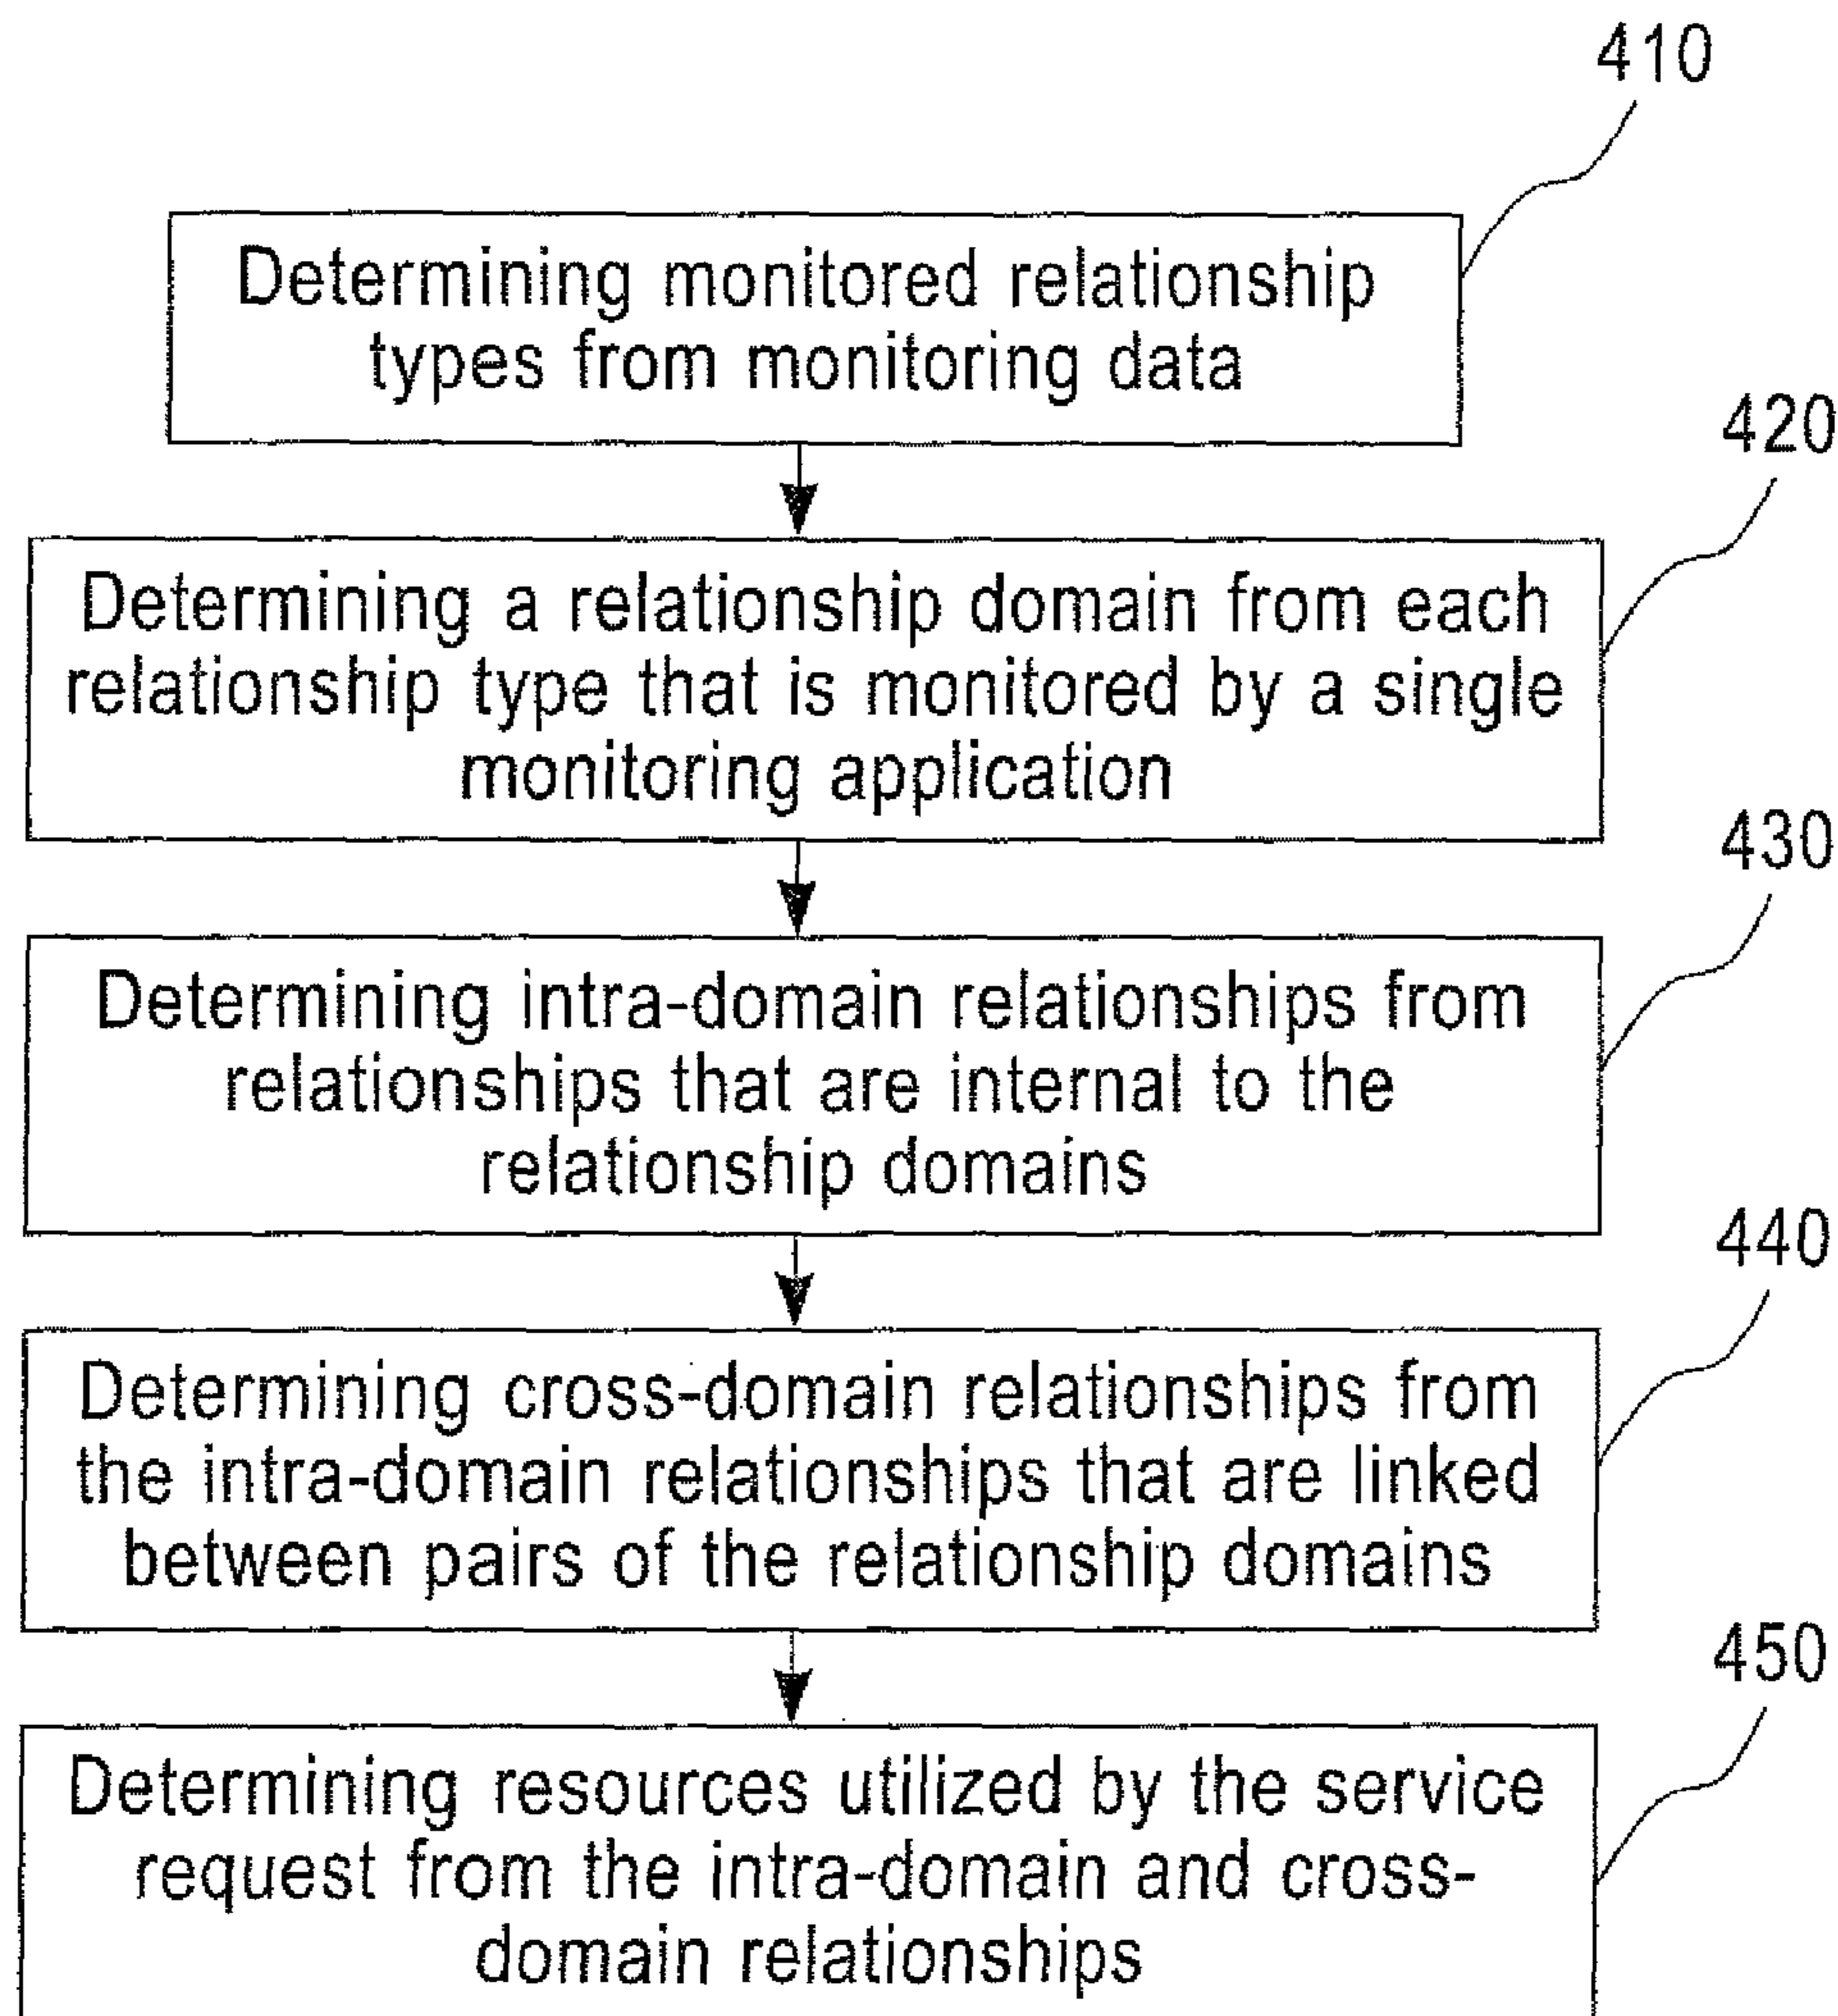 410
Determining monitored relationship
types from monitoring data
420
Determining a relationship domain from each
relationship type that is monitored by a single
monitoring application
430
Determining intra-domain relationships from
relationships that are internal to the
relationship domains
440
Determining cross-domain relationships from
the intra-domain relationships that are linked
between pairs of the relationship domains
450
Determining resources utilized by the service
request from the intra-domain and cross-
domain relationships